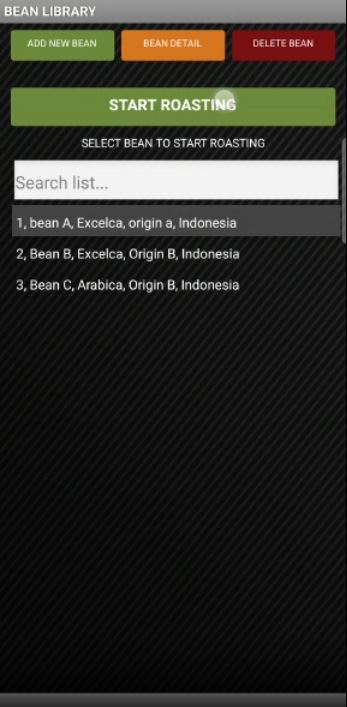 BEAN LIBRARY
ADD NEW BEAN BEAN DETAIL DELETE BEAN
START ROASTING
SELECT BEAN TO START ROASTING
Search list...
1, bean A, Excelca, origin a, Indonesia
2, Bean B, Excelca, Origin B, Indonesia
3, Bean C, Arabica, Origin B, Indonesia